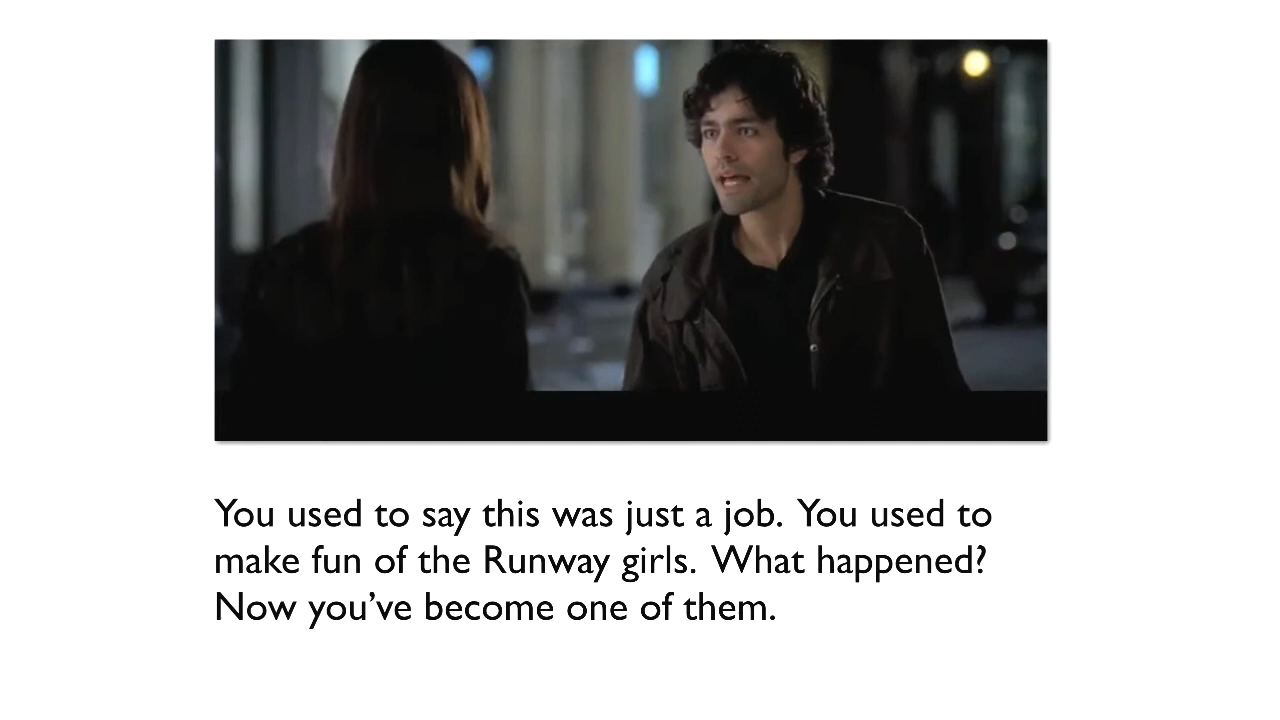 You used to say this was just a job. You used to
make fun of the Runway girls. What happened?
Now you’ve become one of them.